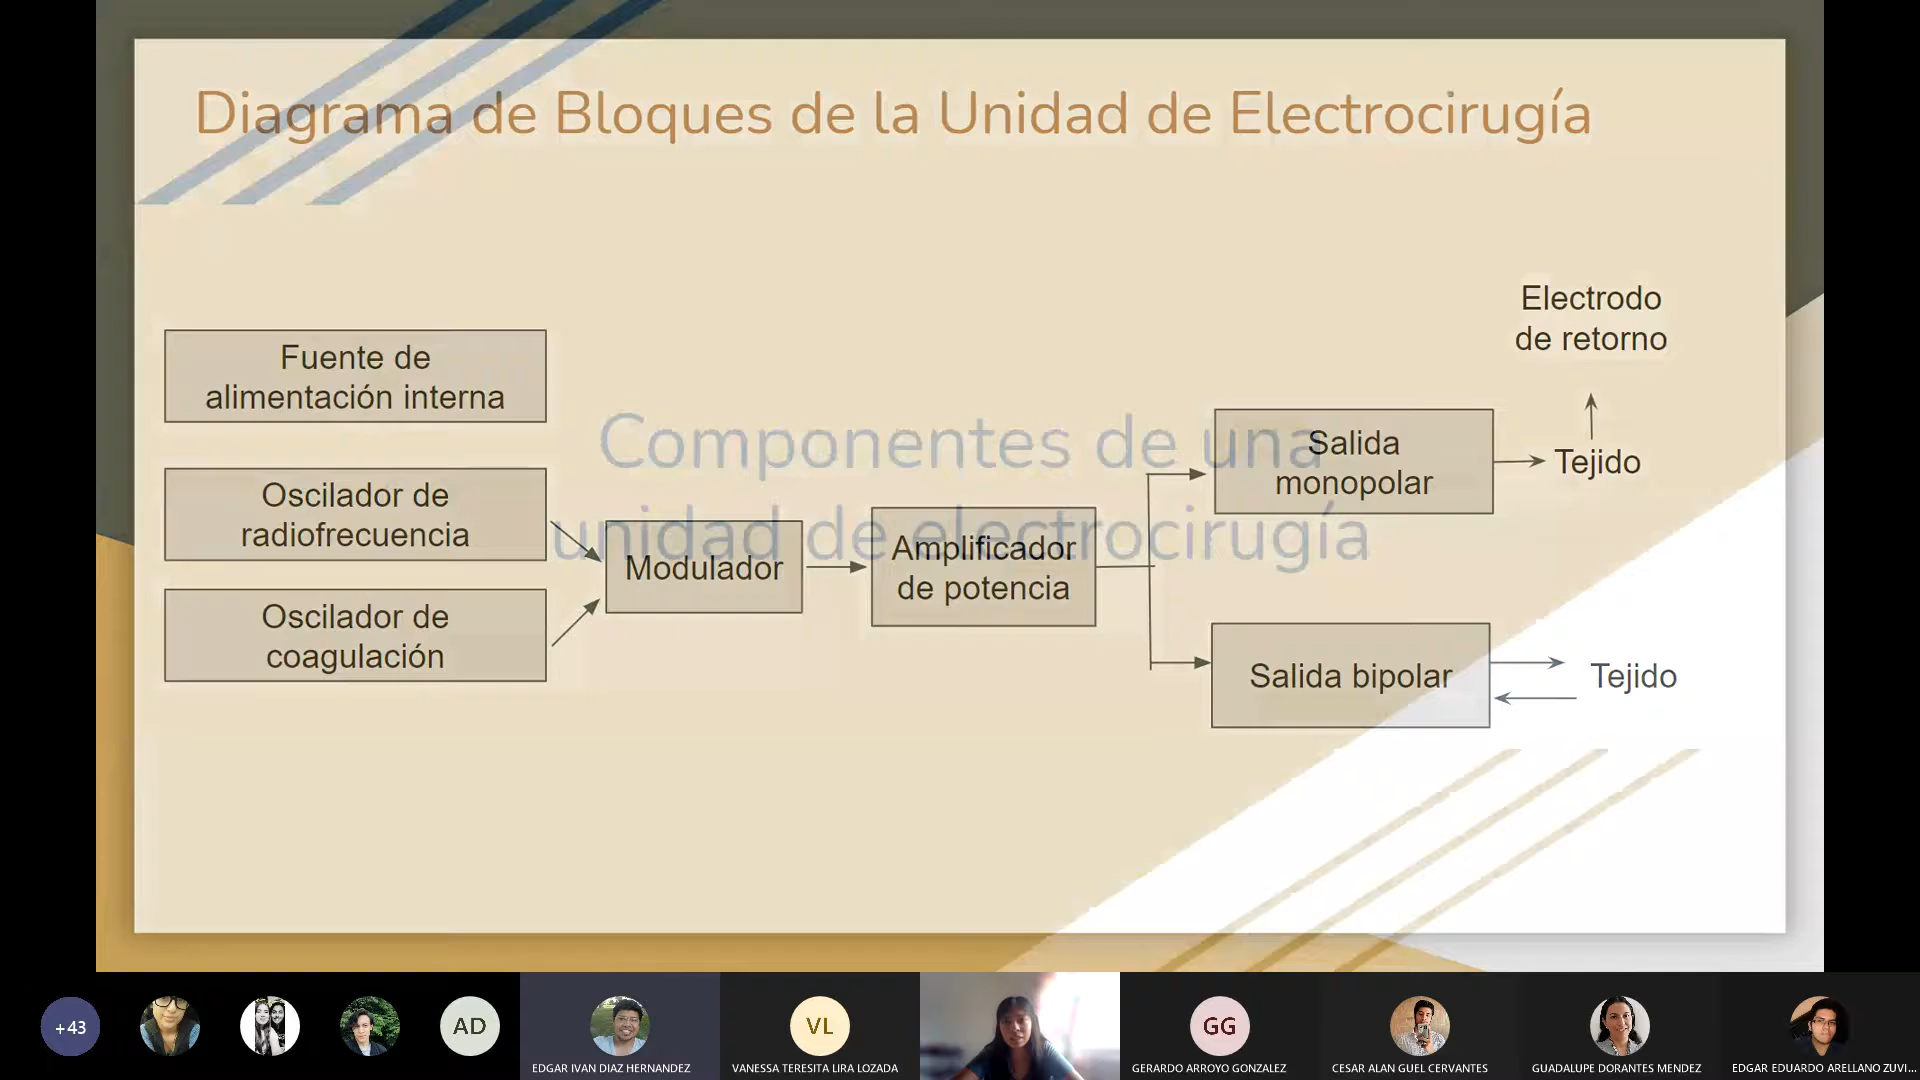 Diagrama de Bloques de la Unidad de Electrocirugía
Componentes de una
unidad de electrocirugía
Fuente de
alimentación interna
Oscilador de
radiofrecuencia
Oscilador de
coagulación
Modulador
Amplificador
de potencia
Salida
monopolar
Electrodo
de retorno
Tejido
Salida bipolar
Tejido
+43
AD
EDGAR IVAN DIAZ HERNANDEZ
VL
VANESSA TERESITA LIRA LOZADA
GG
GERARDO ARROYO GONZALEZ
CESAR ALAN GUEL CERVANTES
GUADALUPE DORANTES MENDEZ
EDGAR EDUARDO ARELLANO ZUVI...